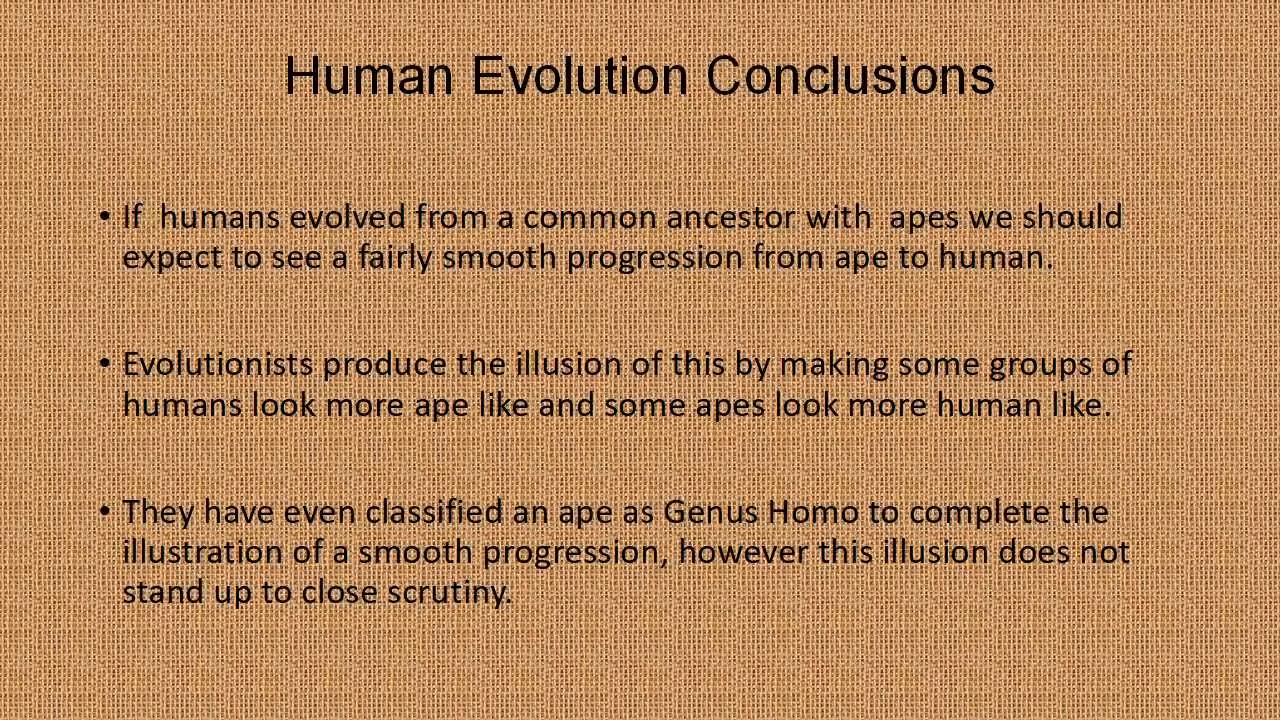 Human Evolution Conclusions
• If  humans evolved from a common ancestor with  apes we should
expect to see a fairly smooth progression from ape to human.
• Evolutionists produce the illusion of this by making some groups of
humans look more ape like and some apes look more human like.
• They have even classified an ape as Genus Homo to complete the
illustration of a smooth progression, however this illusion does not
stand up to close scrutiny.